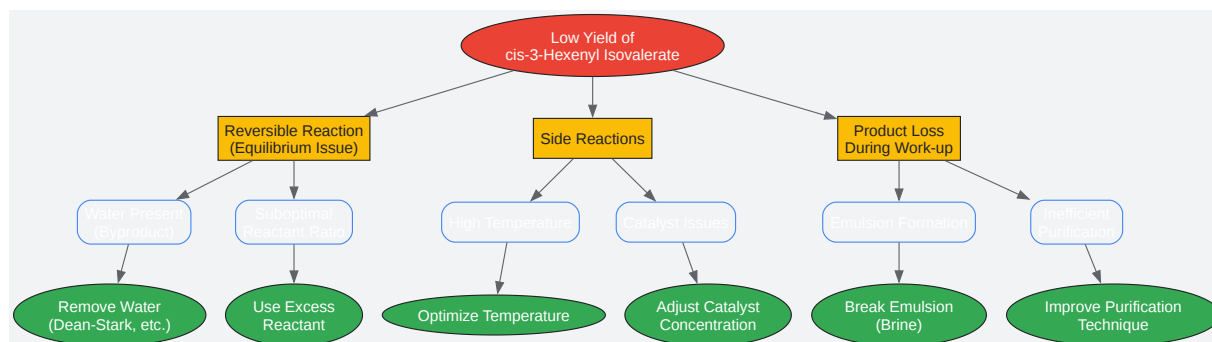 Low Yield of
cis-3-Hexenyl Isovalerate
Reversible Reaction
(Equilibrium Issue)
Side Reactions
Product Loss
During Work-up
Water Present
(Byproduct)
Suboptimal
Reactant Ratio
High Temperature
Catalyst Issues
Emulsion Formation
Inefficient
Purification
Remove Water
(Dean-Stark, etc.)
Use Excess
Reactant
Optimize Temperature
Adjust Catalyst
Concentration
Break Emulsion
(Brine)
Improve Purification
Technique